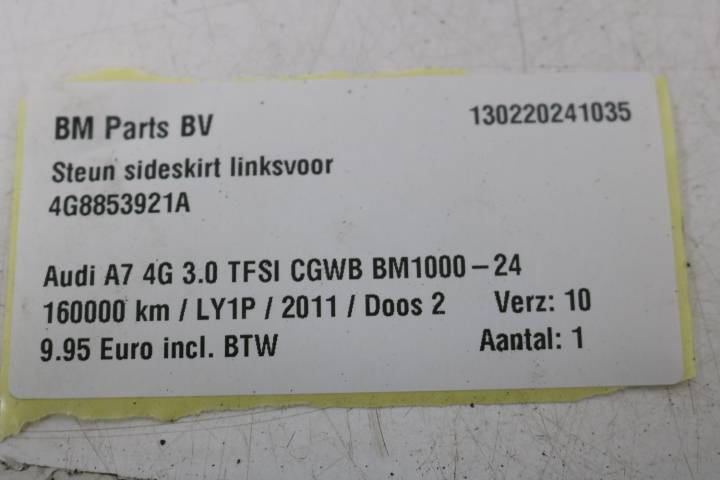 BM Parts BV 130220241035
Steun sideskirt linksvoor
4G8853921A
Audi A7 4G 3.0 TFSI CGWB BM1000-24
160000 km / LY1P / 2011 / Doos 2 Verz: 10
9.95 Euro incl. BTW Aantal: 1